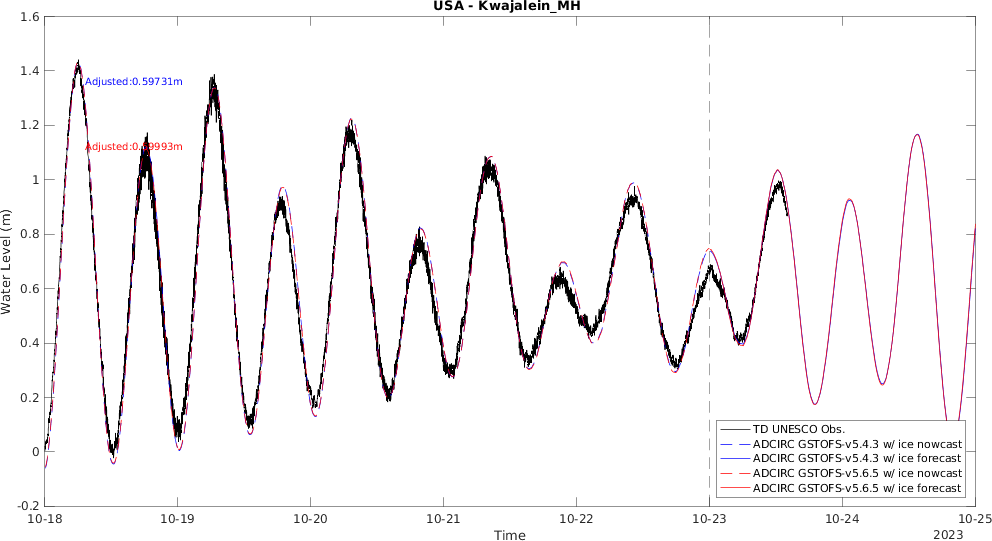 USA - Kwajalein_MH
1.6
1.4
1.2
1
0.8
0.6
0.4
0.2
0
-0.2
Water Level (m)
Adjusted:0.59731m
Adjusted:0.59993m
TD UNESCO Obs.
ADCIRC GSTOFS-v5.4.3 w/ ice nowcast
ADCIRC GSTOFS-v5.4.3 w/ ice forecast
ADCIRC GSTOFS-v5.6.5 w/ ice nowcast
ADCIRC GSTOFS-v5.6.5 w/ ice forecast
10-18 10-19 10-20 10-21 10-22 10-23 10-24 10-25
Time
2023